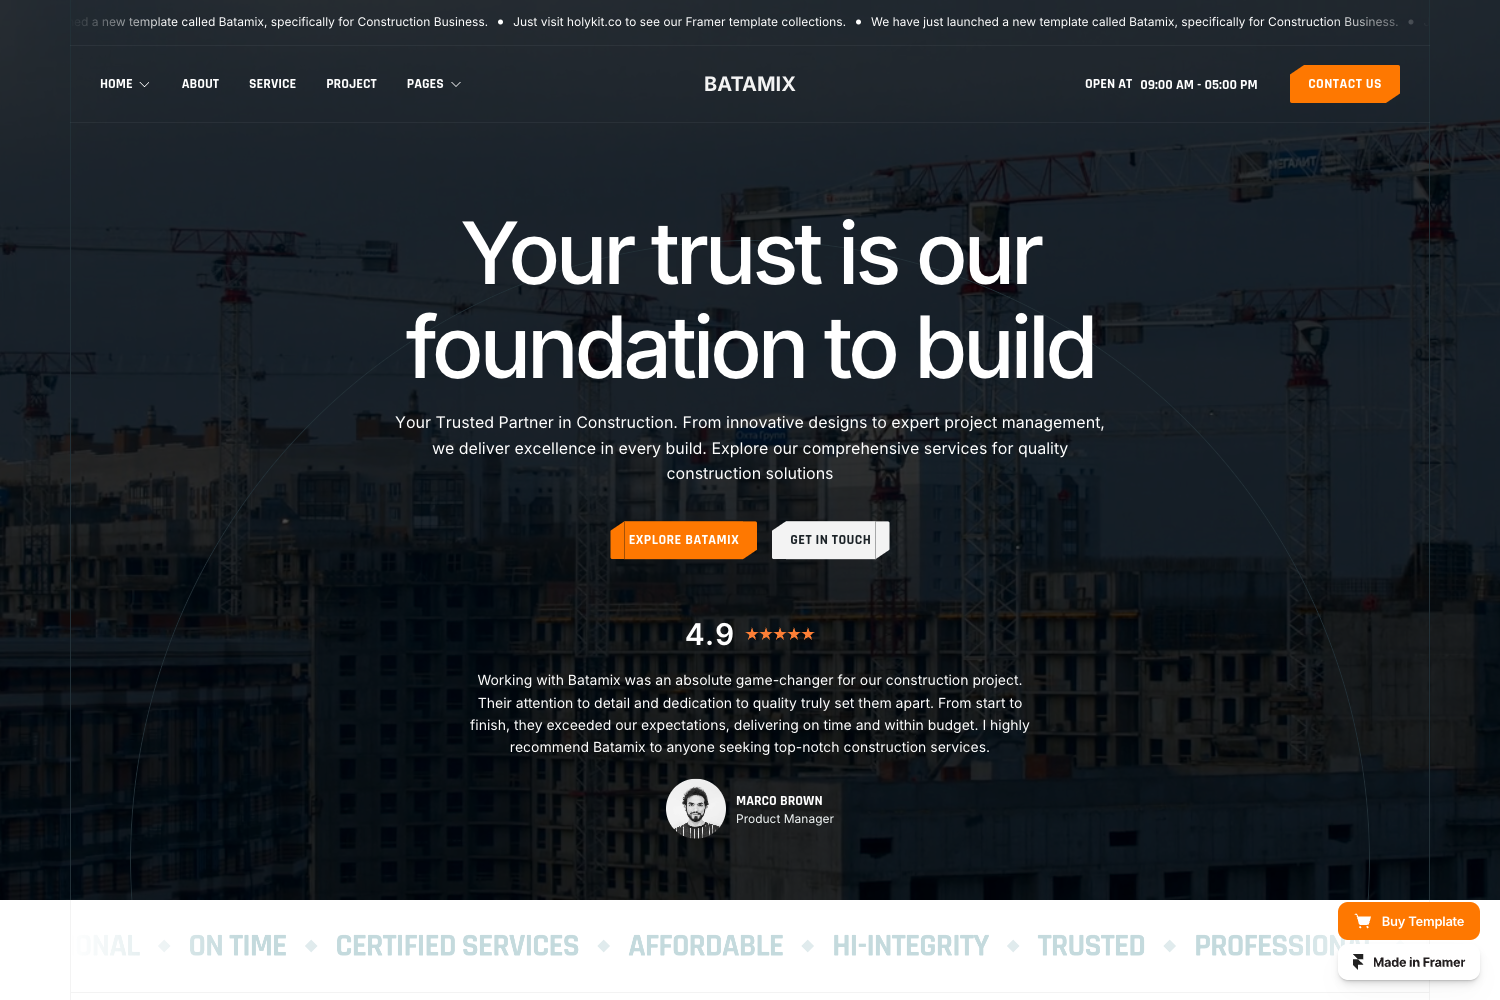 a new template called Batamix, specifically for Construction Business. • Just visit holykit.co to see our Framer template collections. • We have just launched a new template called Batamix, specifically for Construction Business. •
HOME ABOUT SERVICE PROJECT PAGES BATAMIX OPEN AT 09:00 AM - 05:00 PM CONTACT US
МЕГАЛИТ
Your trust is our
foundation to build
Your Trusted Partner in Construction. From innovative designs to expert project management,
we deliver excellence in every build. Explore our comprehensive services for quality
construction solutions
EXPLORE BATAMIX GET IN TOUCH
4.9 ★★★★★
Working with Batamix was an absolute game-changer for our construction project.
Their attention to detail and dedication to quality truly set them apart. From start to
finish, they exceeded our expectations, delivering on time and within budget. I highly
recommend Batamix to anyone seeking top-notch construction services.
MARCO BROWN
Product Manager
Buy Template
ONAL ◆ ON TIME ◆ CERTIFIED SERVICES ◆ AFFORDABLE ◆ HI-INTEGRITY ◆ TRUSTED ◆ PROFESSION
Made in Framer